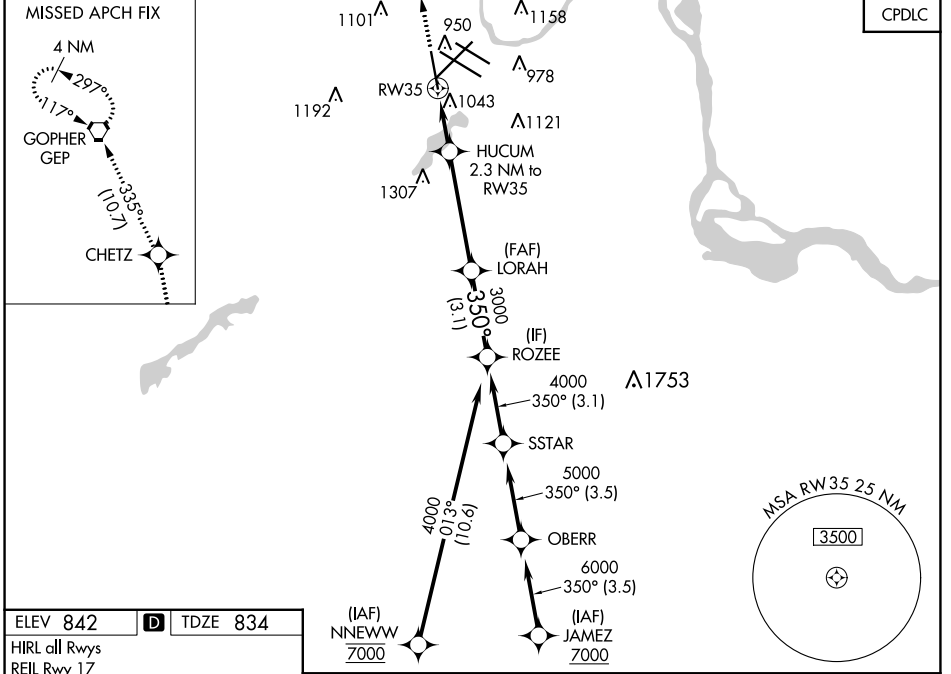 MISSED APCH FIX
4 NM
297°
117°
GOPHER
GEP
335°
(10.7)
CHETZ
1101
950
1158
CPDLC
978
RW35
1043
1192
1121
HUCUM
2.3 NM to
RW35
1307
(FAF)
LORAH
3000
350°
(3.1)
(IF)
ROZEE
4000
350° (3.1)
1753
SSTAR
5000
350° (3.5)
4000
013°
(10.6)
OBERR
6000
350° (3.5)
MSA RW35 25 NM
3500
(IAF)
NNEWW
7000
(IAF)
JAMEZ
7000
ELEV 842 D TDZE 834
HIRL all Rwys
REIL Rwy 17